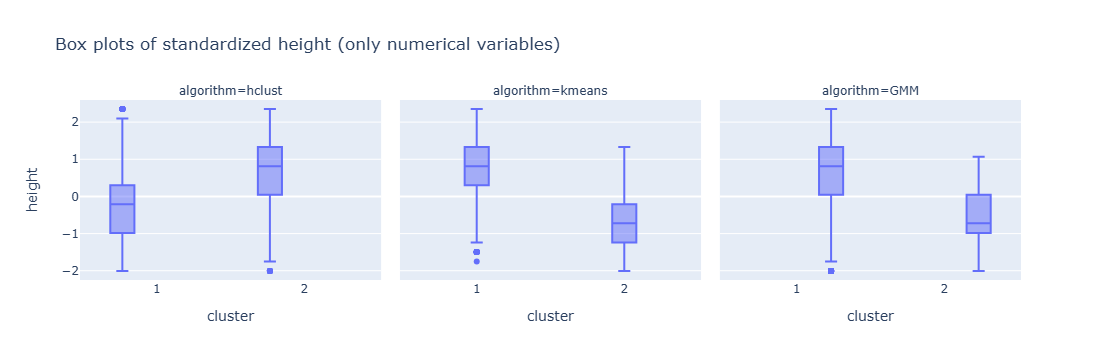 Box plots of standardized height (only numerical variables)
algorithm=hclust
algorithm=kmeans
algorithm=GMM
height
2
1
0
−1
−2
1
2
1
2
1
2
cluster
cluster
cluster